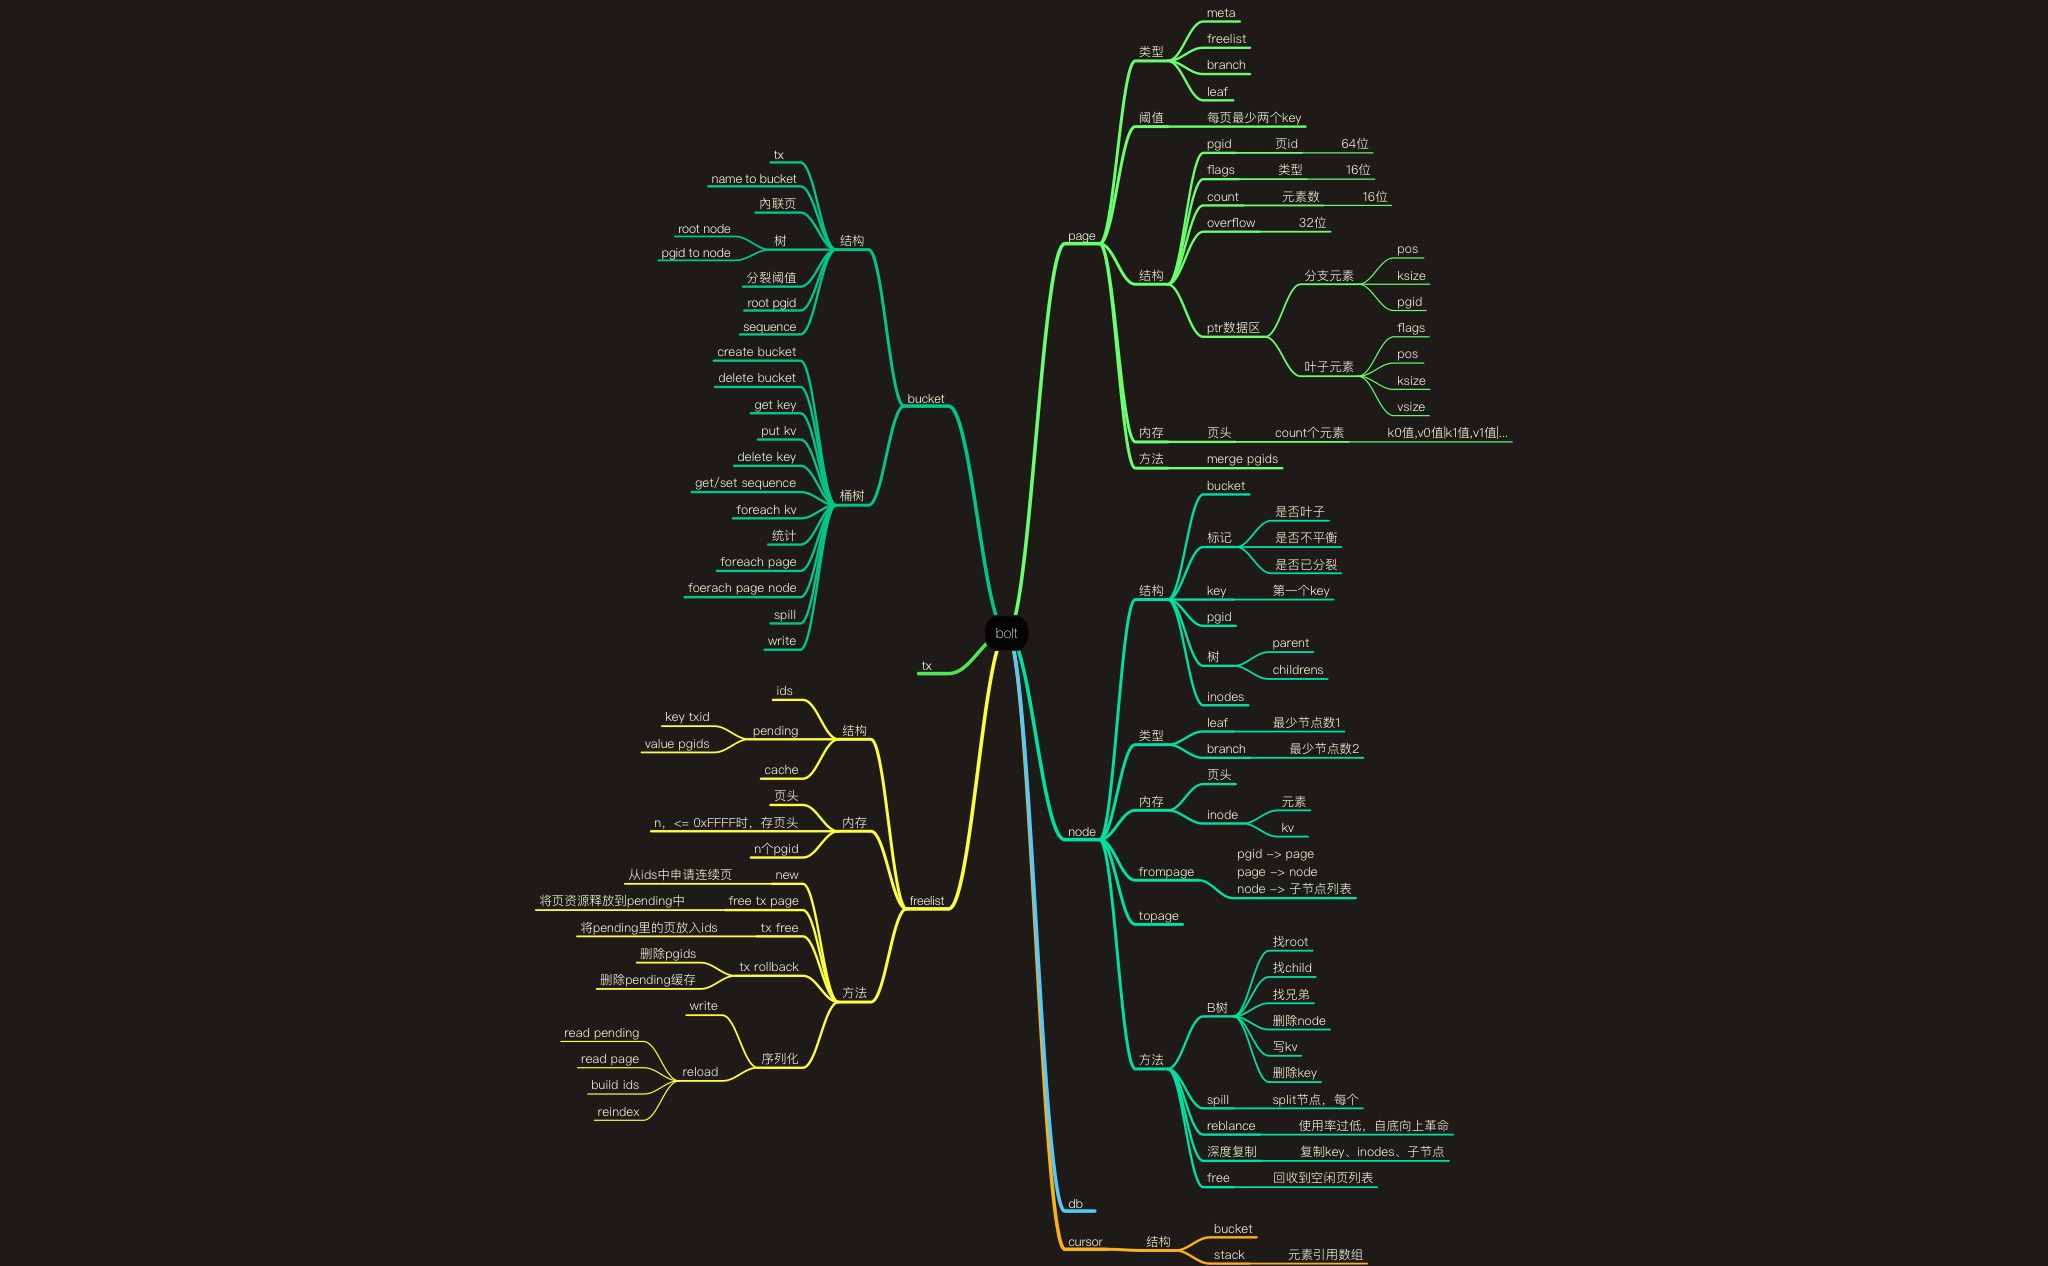 bolt
page
类型
meta
freelist
branch
leaf
阈值
每页最少两个key
结构
pgid
页id
64位
flags
类型
16位
count
元素数
16位
overflow
32位
ptr数据区
分支元素
pos
ksize
pgid
叶子元素
flags
pos
ksize
vsize
内存
页头
count个元素
k0值,v0值|k1值,v1值|...
方法
merge pgids
node
结构
bucket
标记
是否叶子
是否不平衡
是否已分裂
key
第一个key
pgid
树
parent
childrens
inodes
类型
leaf
最少节点数1
branch
最少节点数2
内存
页头
inode
元素
kv
frompage
pgid -> page
page -> node
node -> 子节点列表
topage
方法
B树
找root
找child
找兄弟
删除node
写kv
删除key
spill
split节点，每个
reblance
使用率过低，自底向上革命
深度复制
复制key、inodes、子节点
free
回收到空闲页列表
db
cursor
结构
bucket
stack
元素引用数组
bucket
结构
tx
name to bucket
內联页
树
root node
pgid to node
分裂阈值
root pgid
sequence
桶树
create bucket
delete bucket
get key
put kv
delete key
get/set sequence
foreach kv
统计
foreach page
foerach page node
spill
write
tx
freelist
结构
ids
pending
key txid
value pgids
cache
内存
页头
n，<= 0xFFFF时，存页头
n个pgid
方法
new
从ids中申请连续页
free tx page
将页资源释放到pending中
tx free
将pending里的页放入ids
tx rollback
删除pgids
删除pending缓存
序列化
write
reload
read pending
read page
build ids
reindex